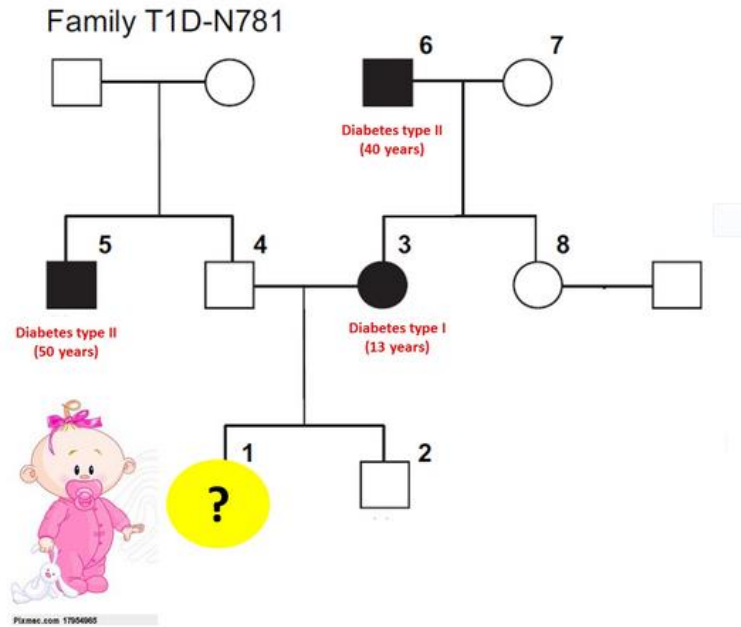 Family T1D-N781
6
7
Diabetes type II
(40 years)
5
4
3
8
Diabetes type II
(50 years)
Diabetes type I
(13 years)
1
2
?
Pixmac.com 17954965